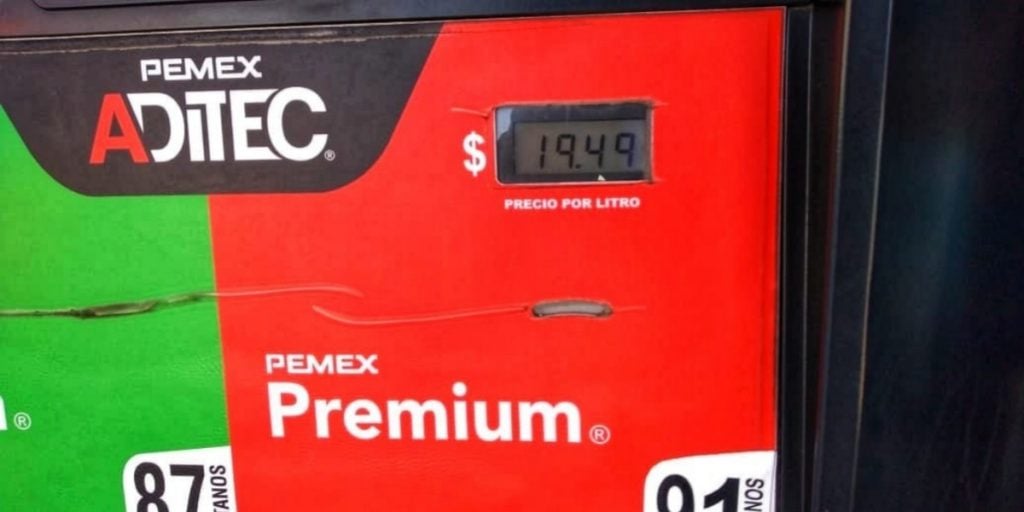 PEMEX
ADITEC®
$ 19.49
PRECIO POR LITRO
PEMEX
Premium®
®
87
91